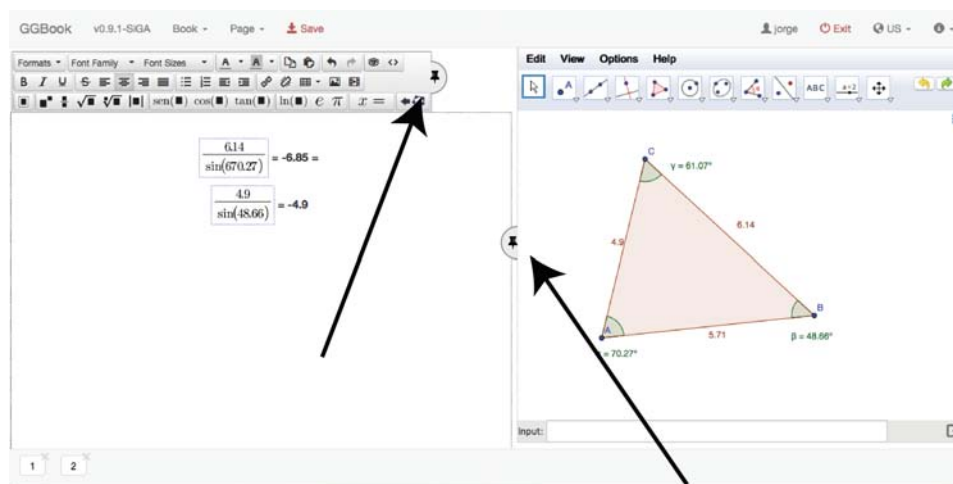 GGBook v0.9.1-SIGA Book Page Save jorge Exit US
Formats Font Family Font Sizes A A
B I U S
sen(■) cos(■) tan(■) ln(■) e π x =
Edit View Options Help
A ABC a=2
6.14
sin(670.27)
= -6.85 =
4.9
sin(48.66)
= -4.9
C
γ = 61.07°
6.14
4.9
B
A
5.71
β = 48.66°
= 70.27°
Input:
1 2